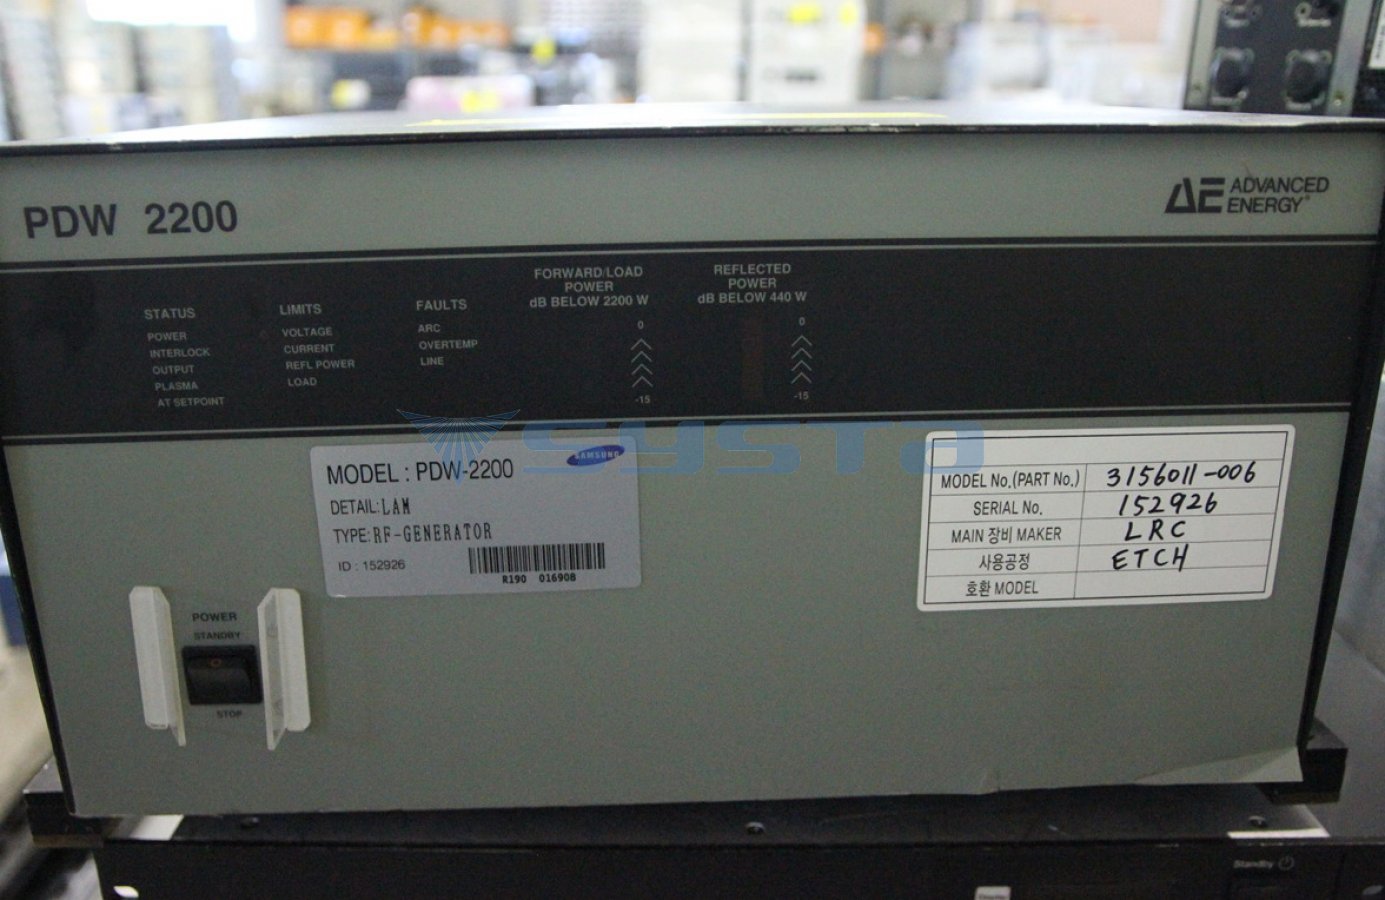 PDW 2200
AE ADVANCED
ENERGY®
STATUS
POWER
INTERLOCK
OUTPUT
PLASMA
AT SETPOINT
LIMITS
VOLTAGE
CURRENT
REFL POWER
LOAD
FAULTS
ARC
OVERTEMP
LINE
FORWARD/LOAD
POWER
dB BELOW 2200 W
0
-15
REFLECTED
POWER
dB BELOW 440 W
0
-15
systa
MODEL : PDW-2200
SAMSUNG
DETAIL:LAM
TYPE:RF-GENERATOR
ID : 152926
R190 016908
MODEL No.(PART No.) 3156011-006
SERIAL No. 152926
MAIN 장비 MAKER LRC
사용공정 ETCH
호환 MODEL
POWER
STANDBY
STOP
Standby